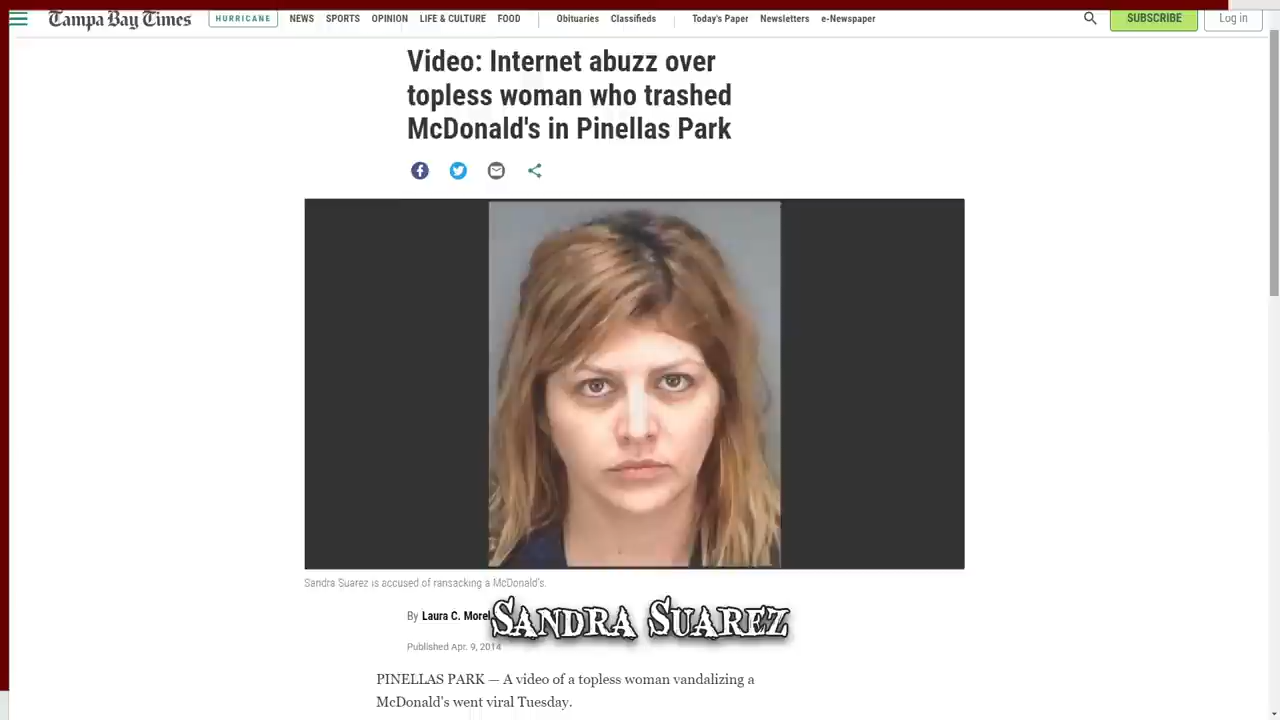 Tampa Bay Times HURRICANE NEWS SPORTS OPINION LIFE & CULTURE FOOD Obituaries Classifieds Today's Paper Newsletters e-Newspaper SUBSCRIBE Log in
Video: Internet abuzz over
topless woman who trashed
McDonald's in Pinellas Park
Sandra Suarez is accused of ransacking a McDonald's.
By Laura C. Morel
SANDRA SUAREZ
Published Apr. 9, 2014
PINELLAS PARK — A video of a topless woman vandalizing a
McDonald's went viral Tuesday.